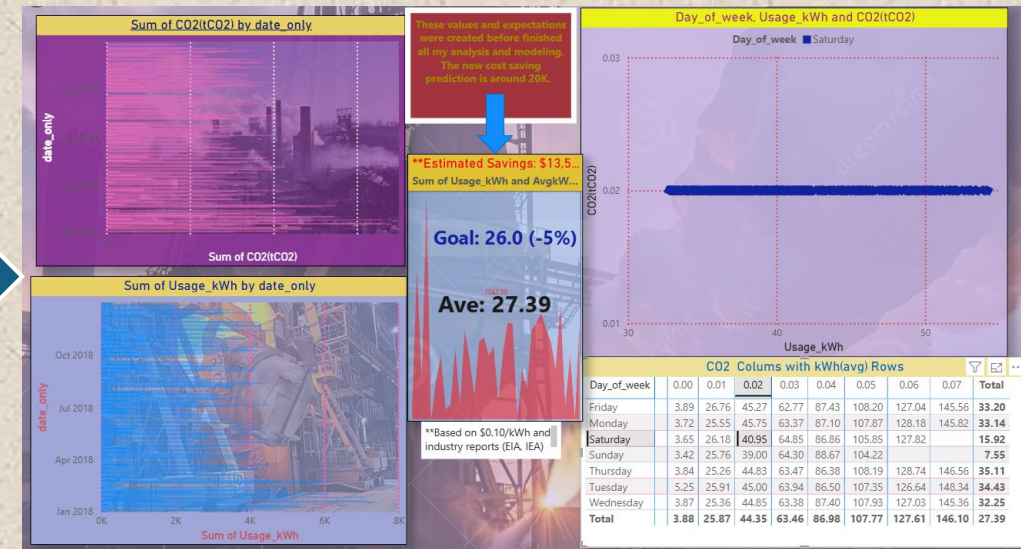 Sum of CO2(tCO2) by date_only
date_only
Sum of CO2(tCO2)
These values and expectations
were created before finished
all my analysis and modeling.
The new cost saving
prediction is around 20K.
**Estimated Savings: $13,5...
Sum of Usage_kWh and AvgkW...
Goal: 26.0 (-5%)
1042.39
Ave: 27.39
**Based on $0.10/kWh and
industry reports (EIA, IEA)
Day_of_week, Usage_kWh and CO2(tCO2)
Day_of_week Saturday
0.03
0.02
0.01
CO2(tCO2)
30 40 50
Usage_kWh
dreamstime
Sum of Usage_kWh by date_only
date_only
Oct 2018
Jul 2018
Apr 2018
Jan 2018
0K 2K 4K 6K 8K
Sum of Usage_kWh
CO2 Colums with kWh(avg) Rows
Day_of_week 0.00 0.01 0.02 0.03 0.04 0.05 0.06 0.07 Total
Friday 3.89 26.76 45.27 62.77 87.43 108.20 127.04 145.56 33.20
Monday 3.72 25.55 45.75 63.37 87.10 107.87 128.18 145.82 33.14
Saturday 3.65 26.18 40.95 64.85 86.86 105.85 127.82 15.92
Sunday 3.42 25.76 39.00 64.30 88.67 104.22 7.55
Thursday 3.84 25.26 44.83 63.47 86.38 108.19 128.74 146.56 35.11
Tuesday 5.25 25.91 45.00 63.94 86.50 107.35 126.64 148.34 34.43
Wednesday 3.87 25.36 44.85 63.38 87.40 107.93 127.03 145.36 32.25
Total 3.88 25.87 44.35 63.46 86.98 107.77 127.61 146.10 27.39